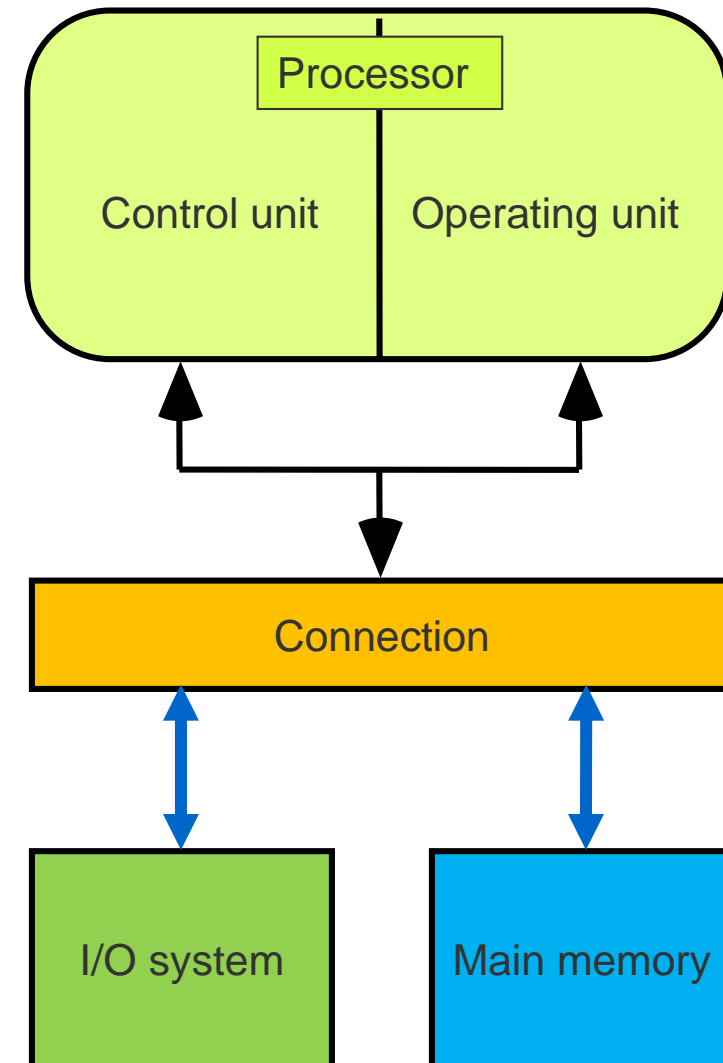 Processor
Control unit
Operating unit
Connection
I/O system
Main memory